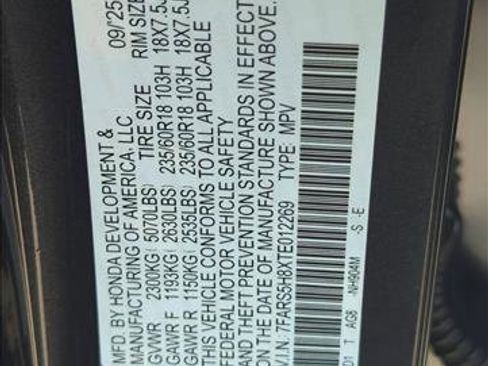 MFD. BY HONDA DEVELOPMENT & 09/25
MANUFACTURING OF AMERICA, LLC
TIRE SIZE RIM SIZE
GVWR 2300KG( 5070LBS)
GAWR F 1193KG( 2630LBS) 235/60R18 103H 18X7.5J
GAWR R 1150KG( 2535LBS) 235/60R18 103H 18X7.5J
THIS VEHICLE CONFORMS TO ALL APPLICABLE
FEDERAL MOTOR VEHICLE SAFETY
AND THEFT PREVENTION STANDARDS IN EFFECT
ON THE DATE OF MANUFACTURE SHOWN ABOVE.
V.I.N. : 7FARS5H8XTE012269 TYPE: MPV
T AG6 -NH904M -S -E